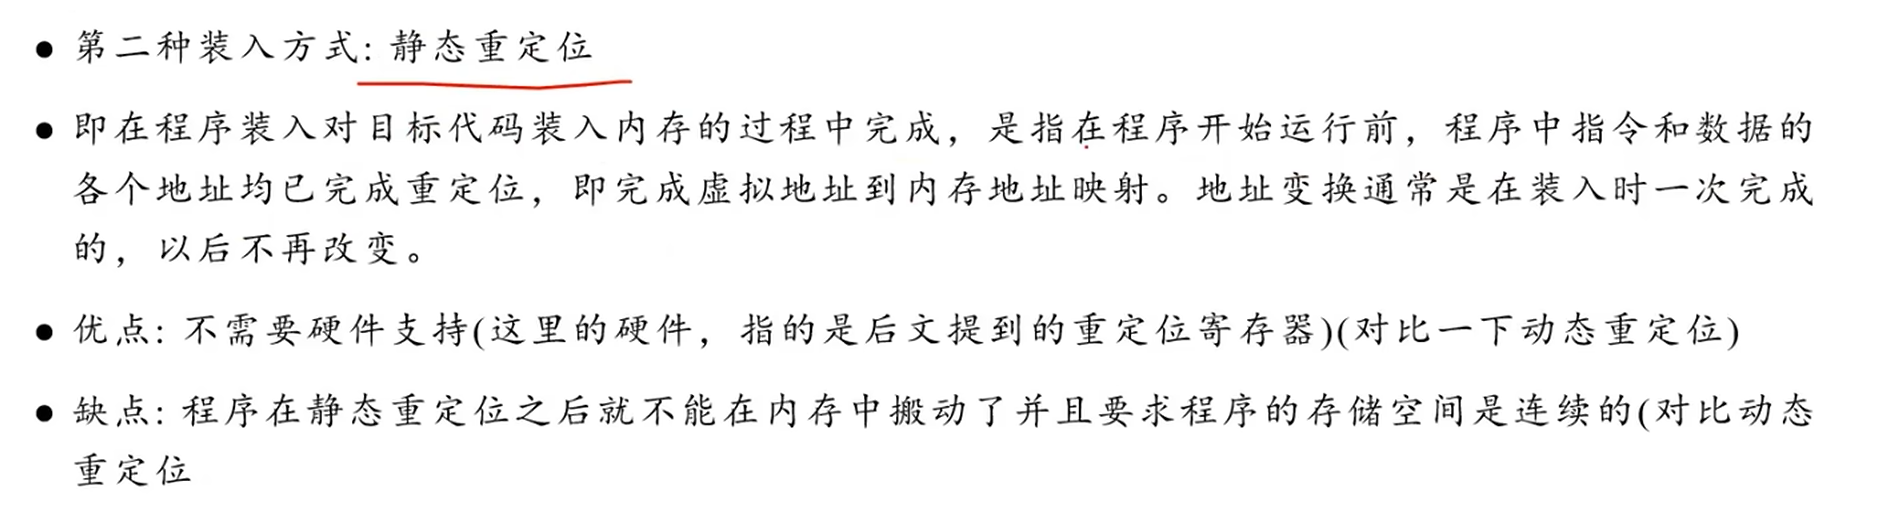 ● 第二种装入方式: 静态重定位
● 即在程序装入对目标代码装入内存的过程中完成，是指在程序开始运行前，程序中指令和数据的
各个地址均已完成重定位，即完成虚拟地址到内存地址映射。地址变换通常是在装入时一次完成
的，以后不再改变。
● 优点: 不需要硬件支持(这里的硬件，指的是后文提到的重定位寄存器)(对比一下动态重定位)
● 缺点: 程序在静态重定位之后就不能在内存中搬动了并且要求程序的存储空间是连续的(对比动态
重定位